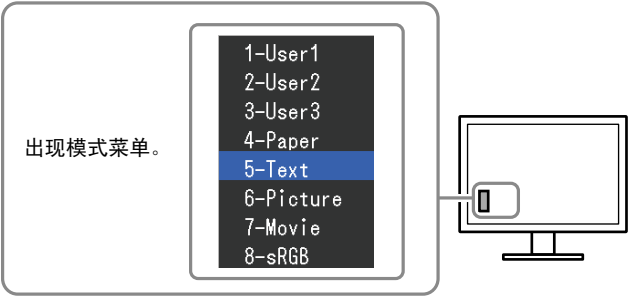 出现模式菜单。
1-User1
2-User2
3-User3
4-Paper
5-Text
6-Picture
7-Movie
8-sRGB